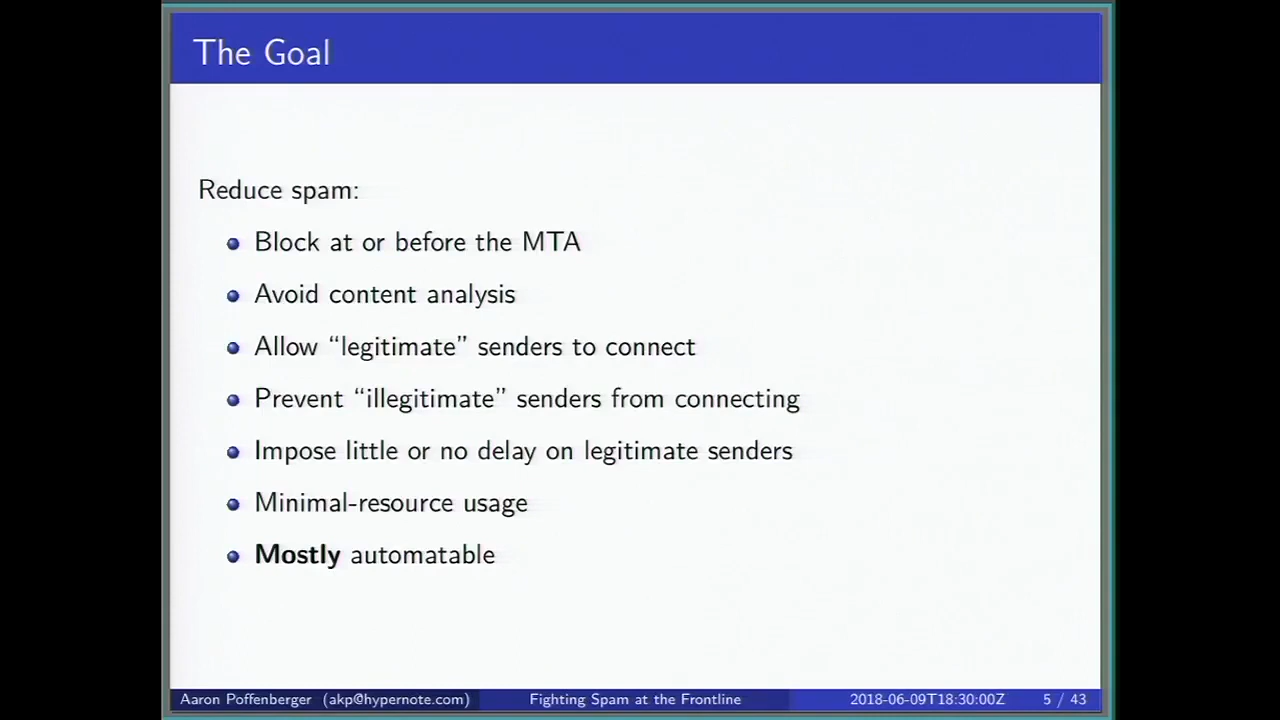 The Goal
Reduce spam:
Block at or before the MTA
Avoid content analysis
Allow “legitimate” senders to connect
Prevent “illegitimate” senders from connecting
Impose little or no delay on legitimate senders
Minimal-resource usage
Mostly automatable
Aaron Poffenberger (akp@hypernote.com) Fighting Spam at the Frontline 2018-06-09T18:30:00Z 5 / 43